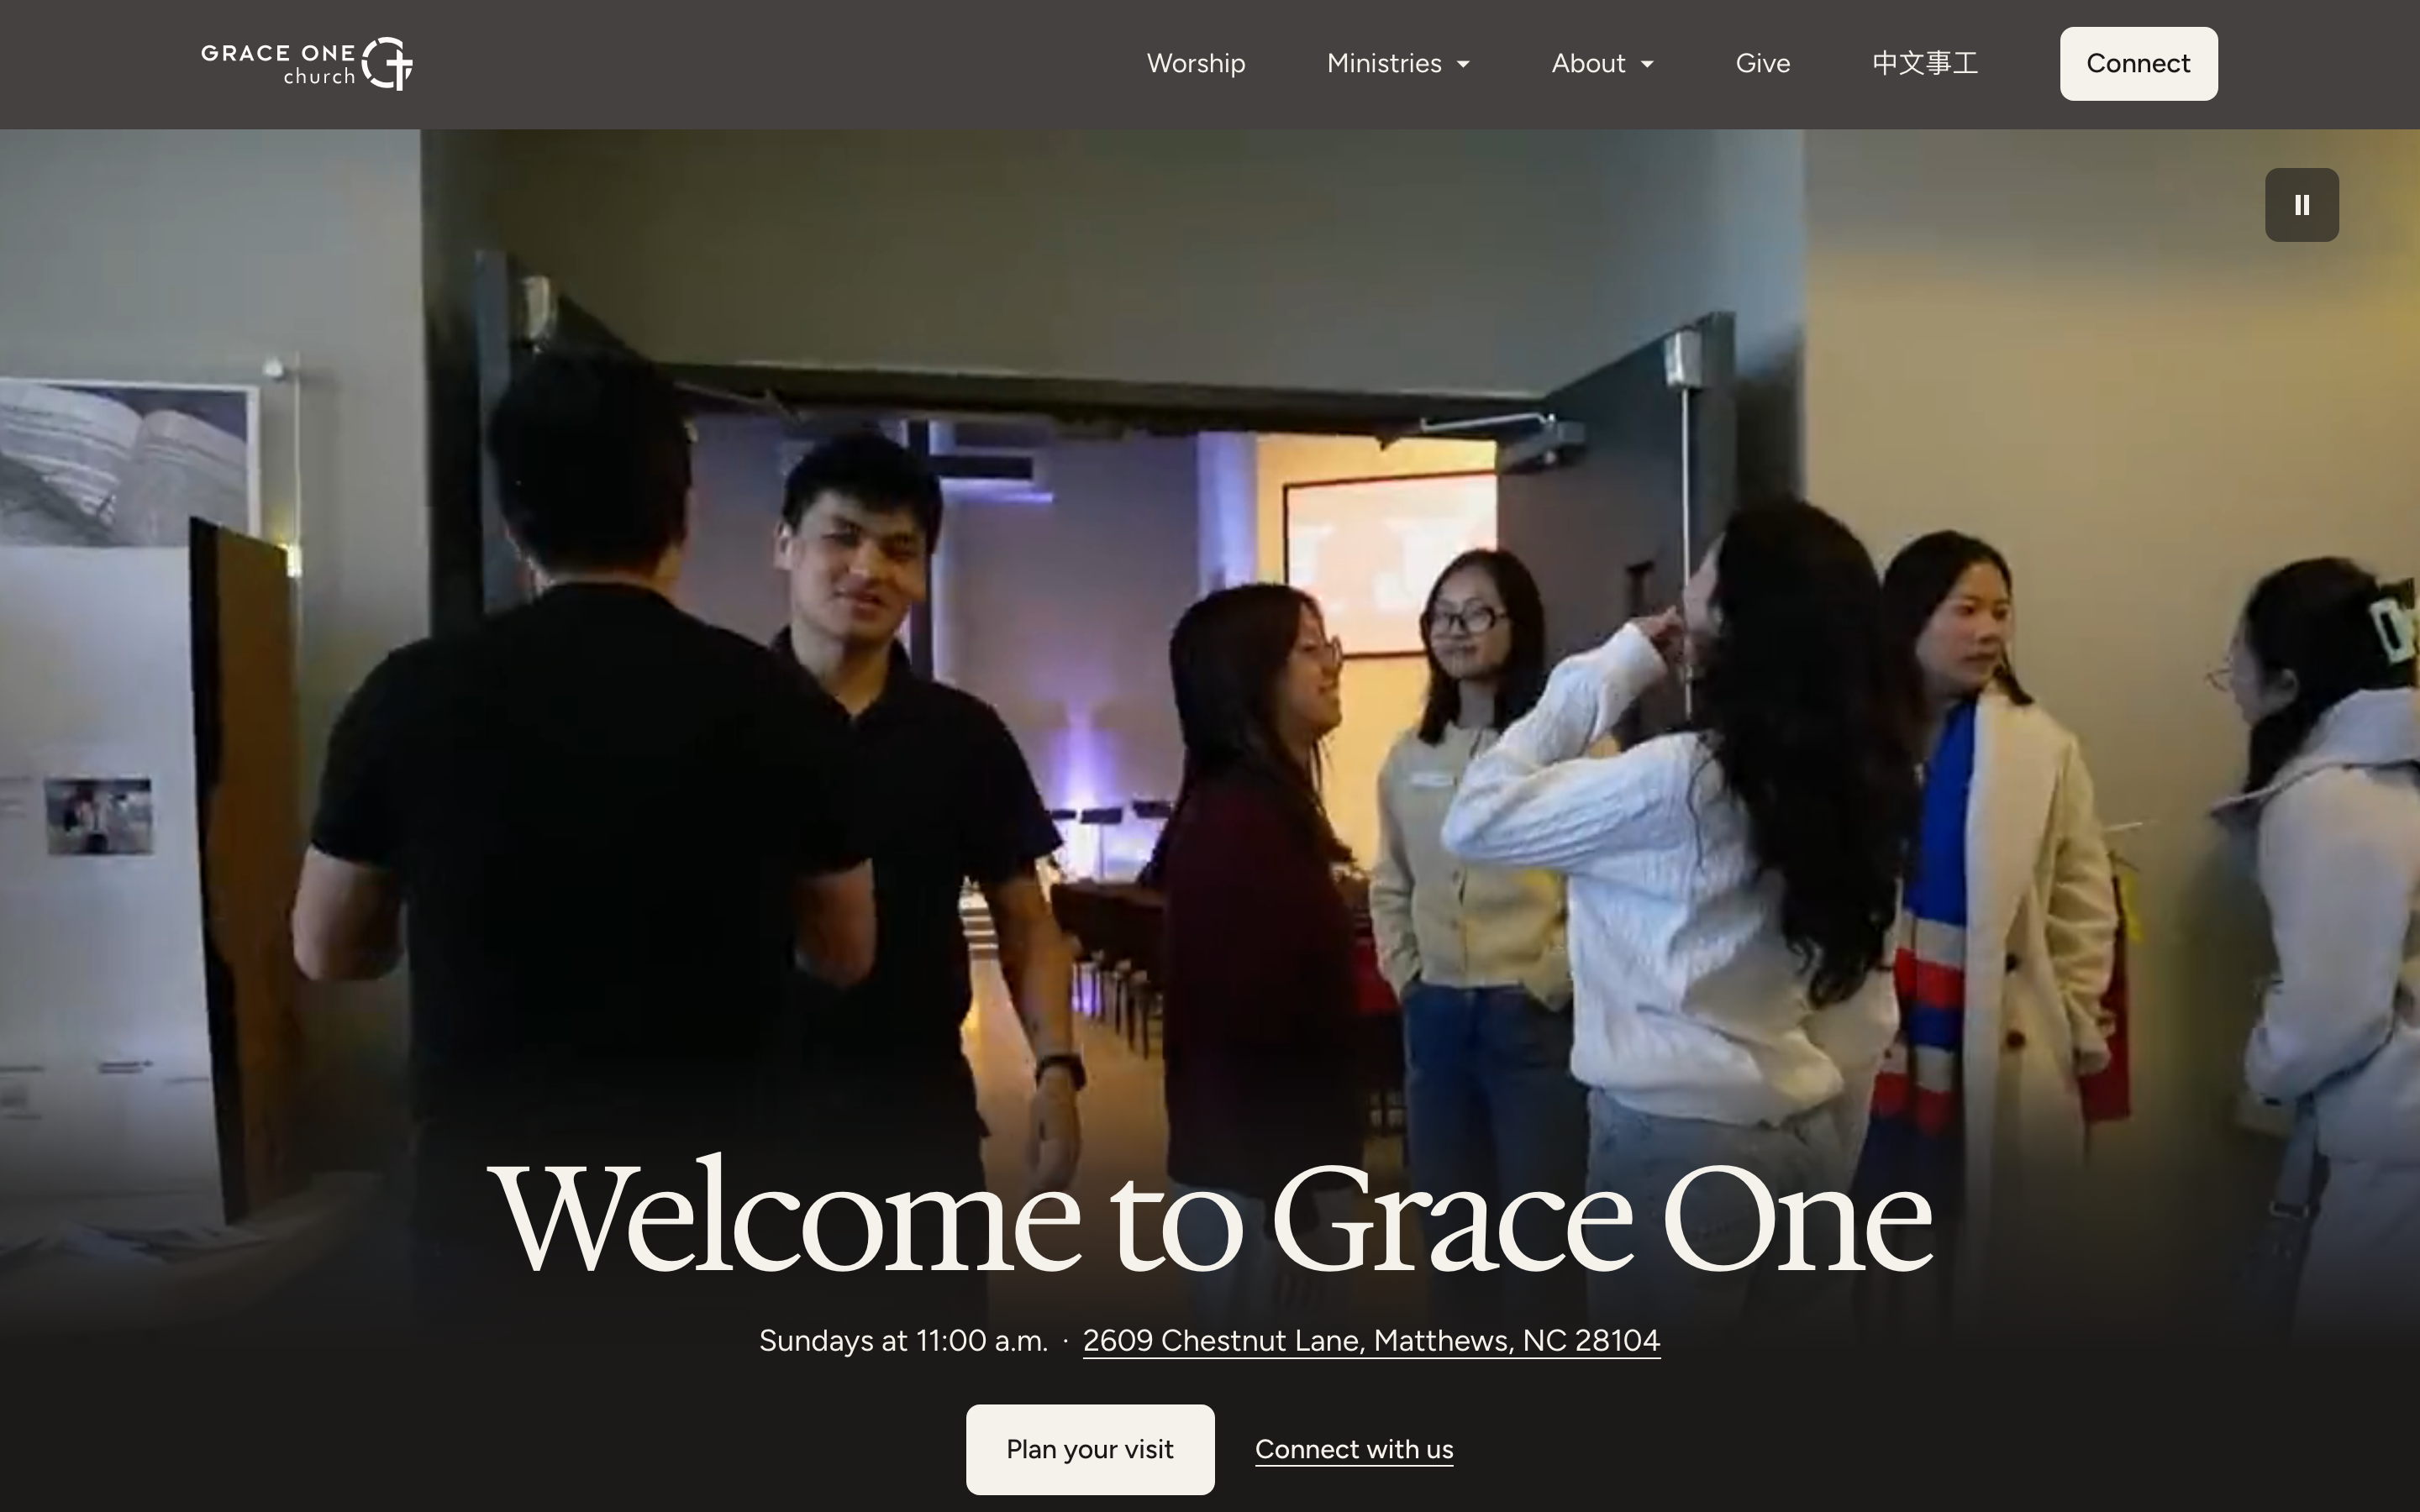 GRACE ONE
church
Worship
Ministries
About
Give
中文事工
Connect
Welcome to Grace One
Sundays at 11:00 a.m. · 2609 Chestnut Lane, Matthews, NC 28104
Plan your visit
Connect with us